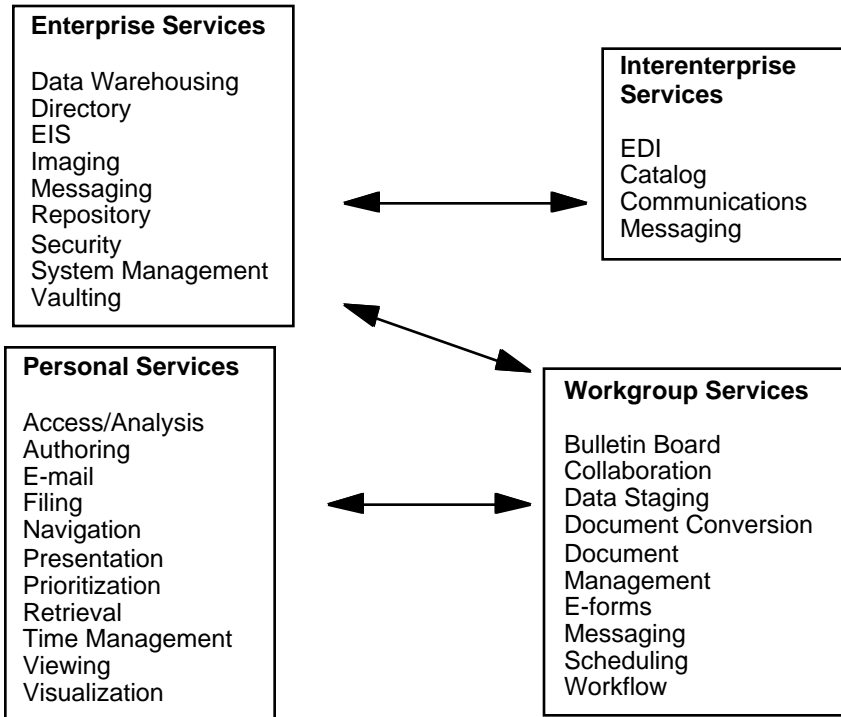 Enterprise Services
Data Warehousing
Directory
EIS
Imaging
Messaging
Repository
Security
System Management
Vaulting
Interenterprise
Services
EDI
Catalog
Communications
Messaging
Personal Services
Access/Analysis
Authoring
E-mail
Filing
Navigation
Presentation
Prioritization
Retrieval
Time Management
Viewing
Visualization
Workgroup Services
Bulletin Board
Collaboration
Data Staging
Document Conversion
Document
Management
E-forms
Messaging
Scheduling
Workflow